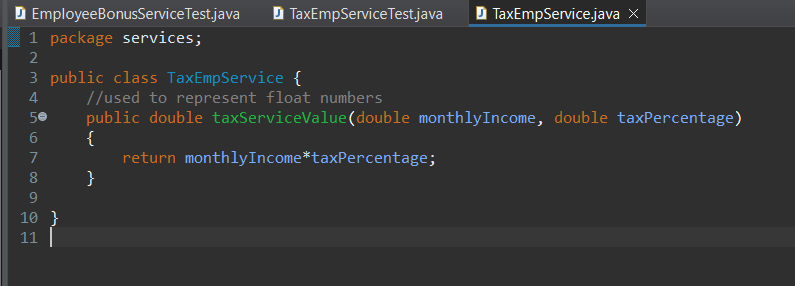 EmployeeBonusServiceTest.java TaxEmpServiceTest.java TaxEmpService.java
1 package services;
2
3 public class TaxEmpService {
4 //used to represent float numbers
5 public double taxServiceValue(double monthlyIncome, double taxPercentage)
6 {
7 return monthlyIncome*taxPercentage;
8 }
9
10 }
11